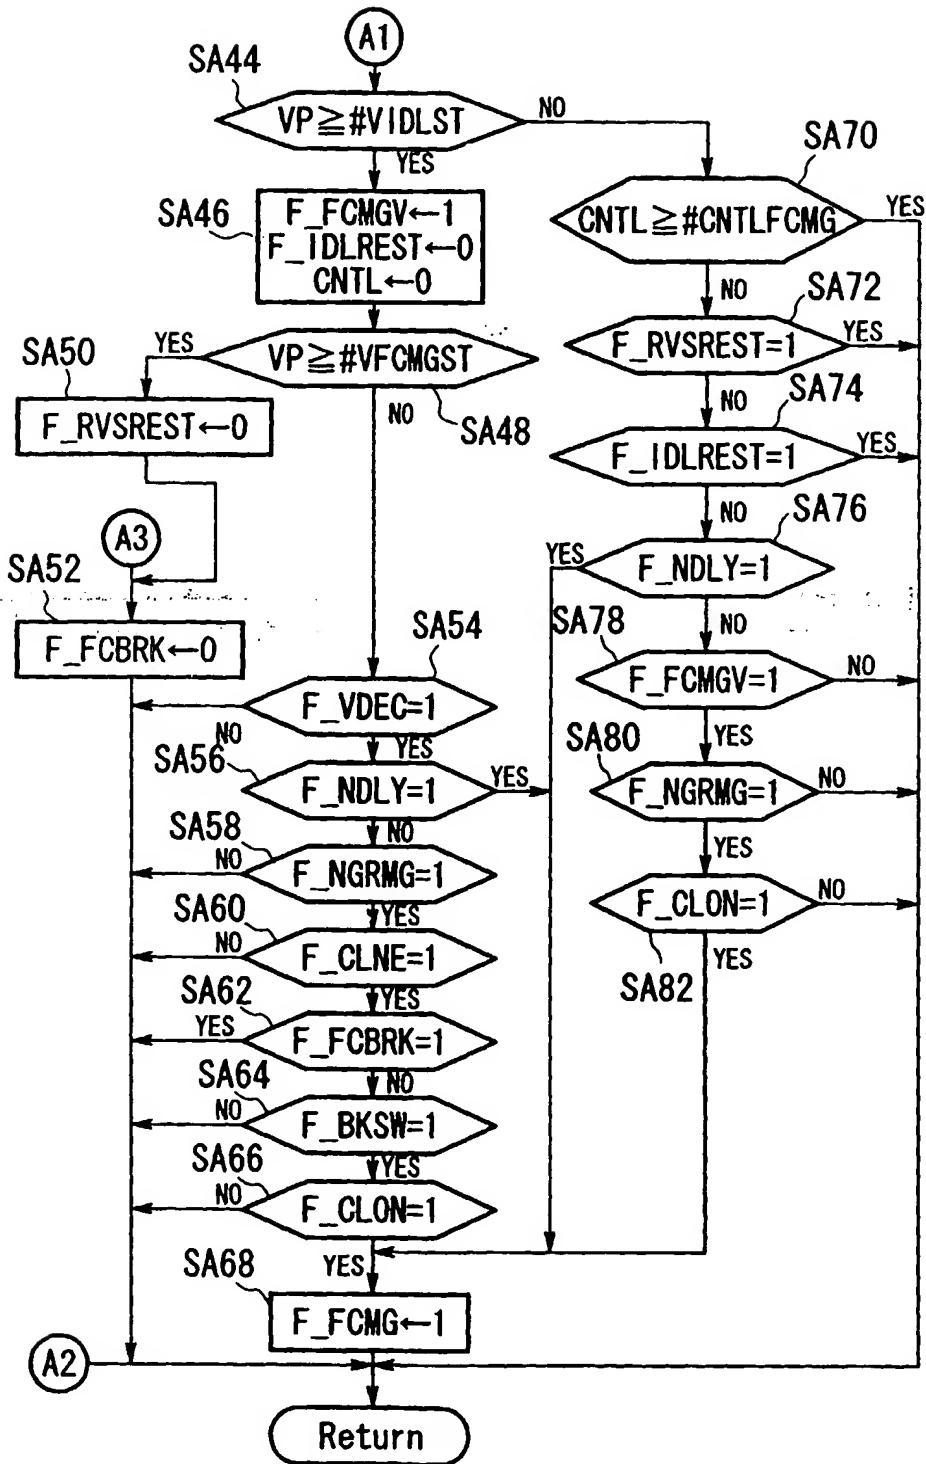 A1
SA44
VP≧#VIDLST
NO
YES
SA46
F_FCMGV←1
F_IDLREST←0
CNTL←0
SA70
CNTL≧#CNTLFCMG
YES
NO
SA72
F_RVSREST=1
YES
NO
YES
VP≧#VFCMGST
SA48
NO
SA50
F_RVSREST←0
SA74
F_IDLREST=1
YES
NO
A3
SA52
F_FCBRK←0
SA76
YES
F_NDLY=1
NO
SA54
F_VDEC=1
NO
YES
SA78
F_FCMGV=1
NO
YES
SA56
F_NDLY=1
YES
NO
SA80
F_NGRMG=1
NO
YES
SA58
NO
F_NGRMG=1
YES
SA60
NO
F_CLNE=1
YES
F_CLON=1
NO
SA82
YES
SA62
YES
F_FCBRK=1
NO
SA64
NO
F_BKSW=1
YES
SA66
NO
F_CLON=1
YES
SA68
F_FCMG←1
A2
Return